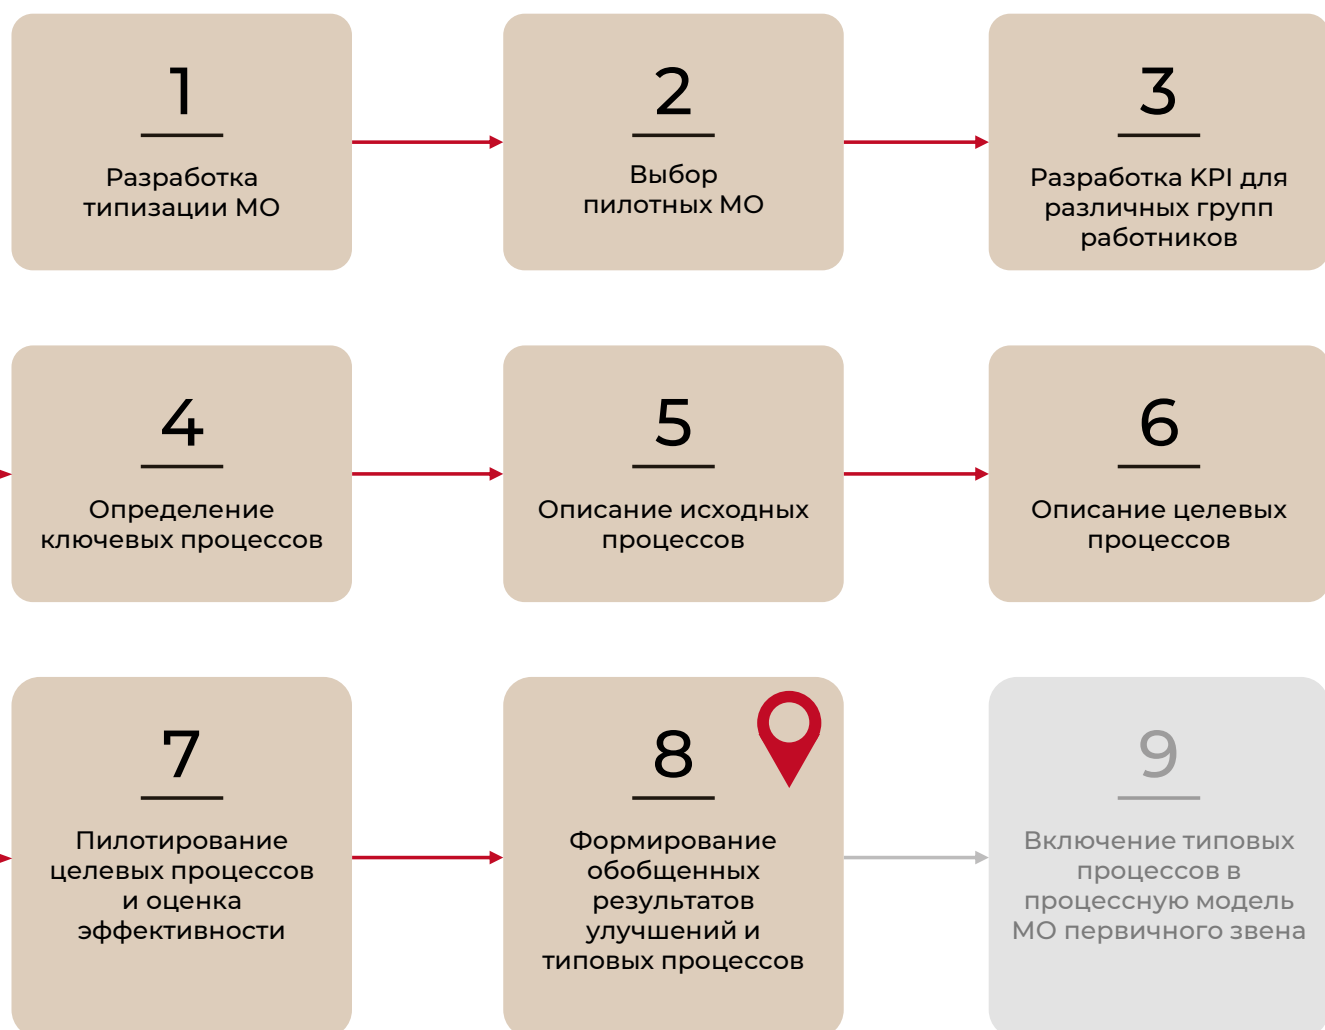 1
Разработка
типизации МО
2
Выбор
пилотных МО
3
Разработка KPI для
различных групп
работников
4
Определение
ключевых процессов
5
Описание исходных
процессов
6
Описание целевых
процессов
7
Пилотирование
целевых процессов
и оценка
эффективности
8
Формирование
обобщенных
результатов
улучшений и
типовых процессов
9
Включение типовых
процессов в
процессную модель
МО первичного звена